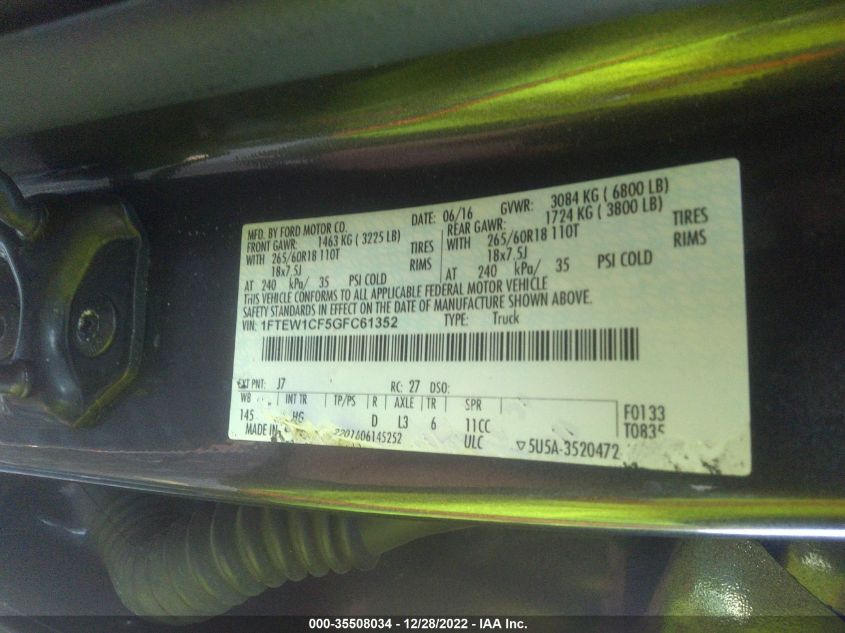 MFD. BY FORD MOTOR CO.
DATE: 06/16 GVWR: 3084 KG ( 6800 LB)
FRONT GAWR: 1463 KG ( 3225 LB) REAR GAWR: 1724 KG ( 3800 LB)
WITH 265/60R18 110T TIRES WITH 265/60R18 110T TIRES
18x7.5J RIMS 18x7.5J RIMS
AT 240 kPa/ 35 PSI COLD AT 240 kPa/ 35 PSI COLD
THIS VEHICLE CONFORMS TO ALL APPLICABLE FEDERAL MOTOR VEHICLE
SAFETY STANDARDS IN EFFECT ON THE DATE OF MANUFACTURE SHOWN ABOVE.
VIN: 1FTEW1CF5GFC61352 TYPE: Truck
EXT PNT: J7 RC: 27 DSO:
WB INT TR TP/PS R AXLE TR SPR
145 HG D L3 6 11CC F0133
MADE IN ULC T0835
▽5U5A-3520472
000-35508034 - 12/28/2022 - IAA Inc.